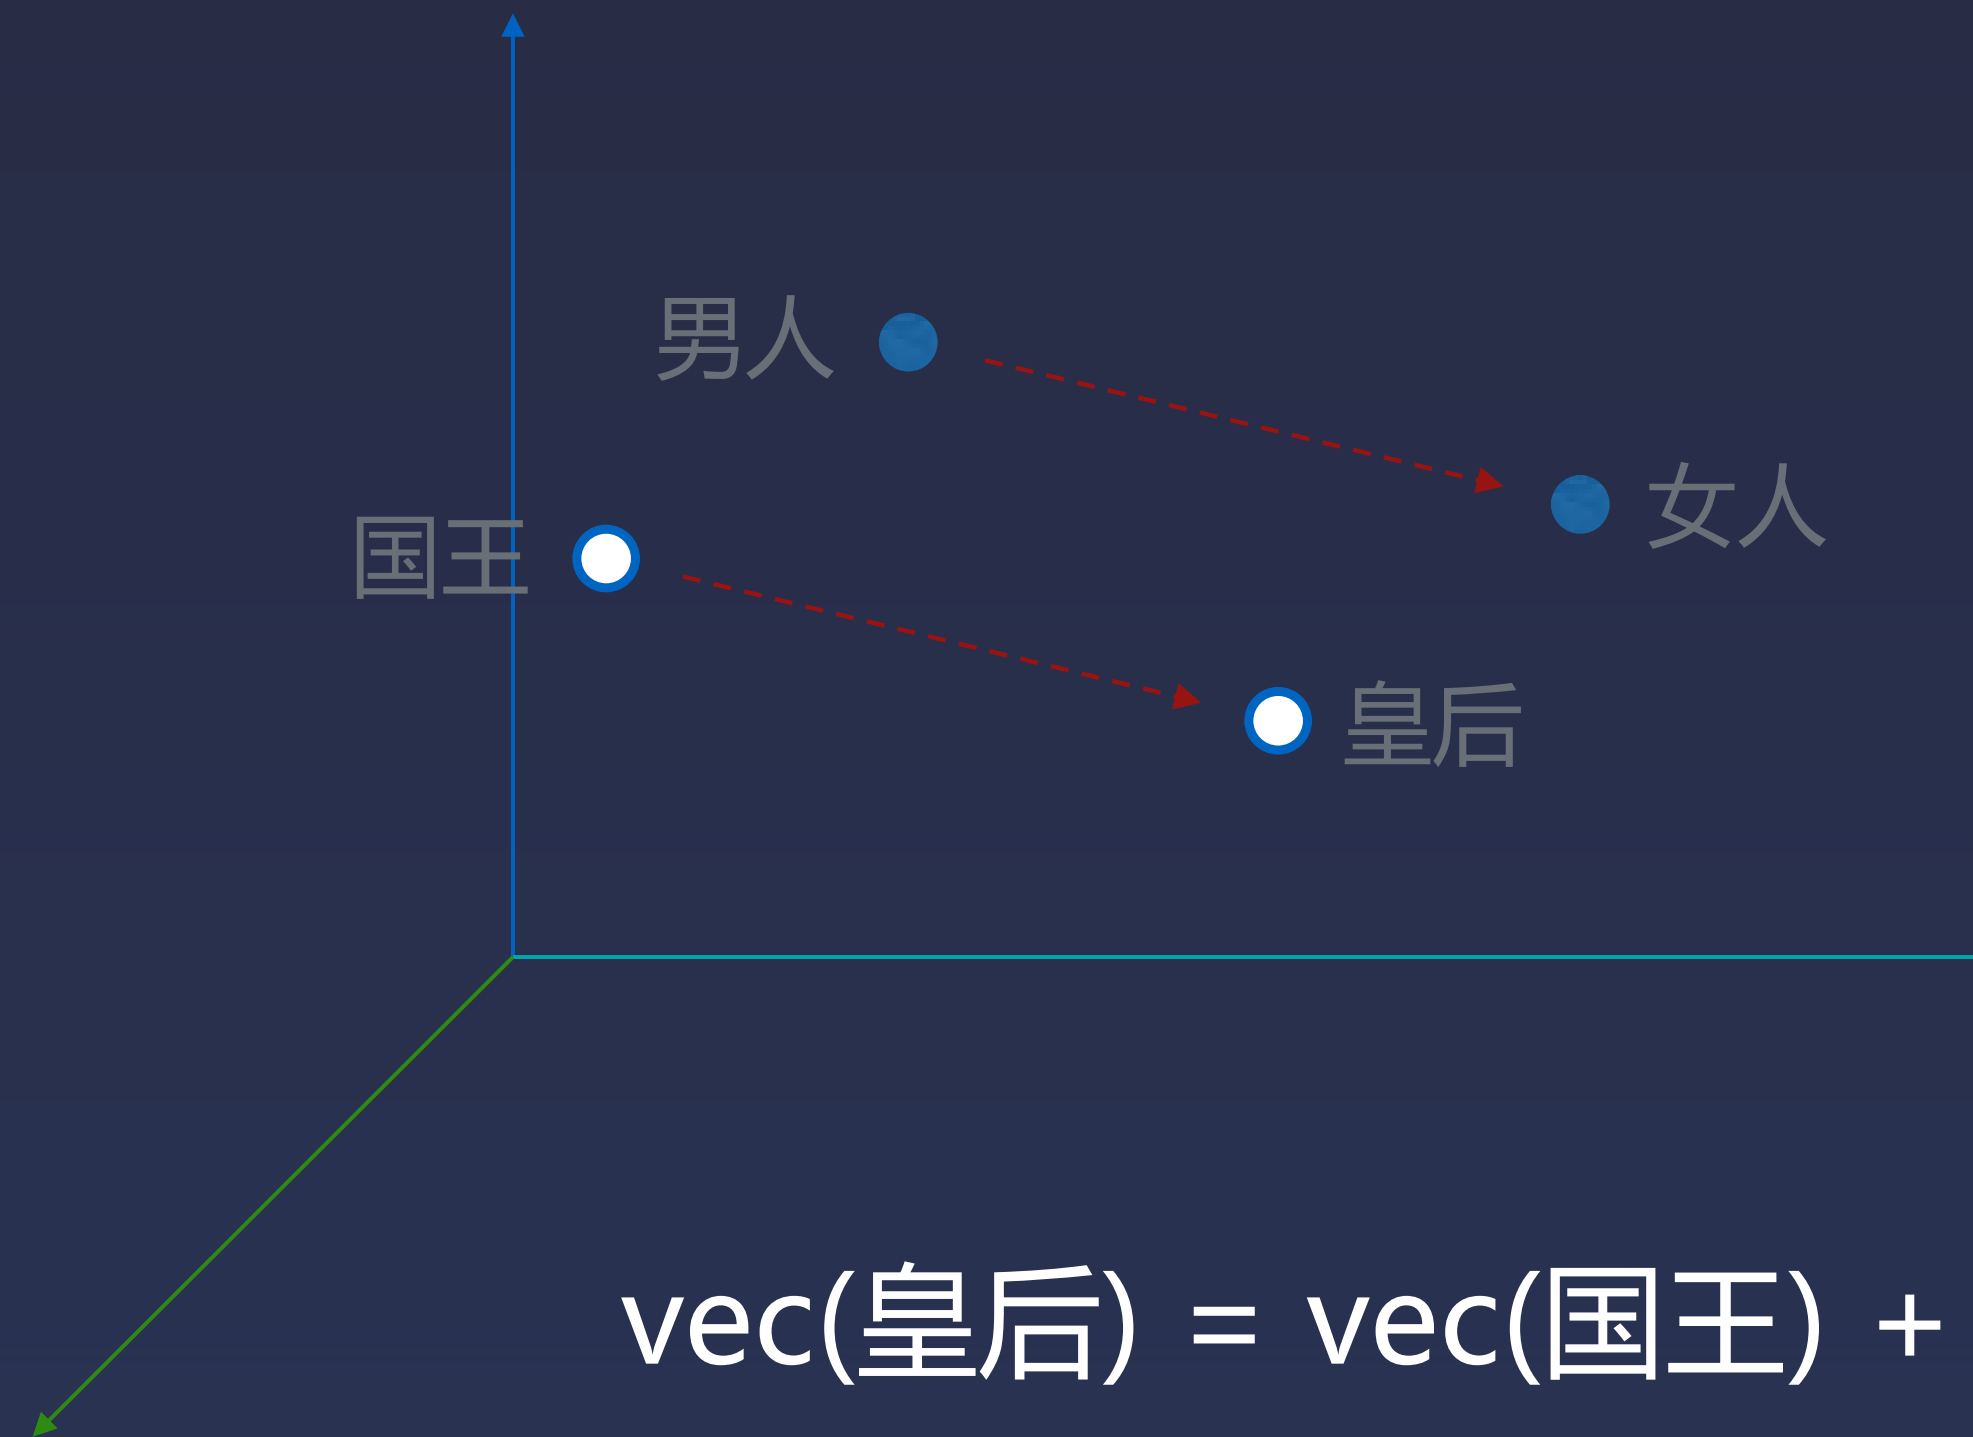 男人
女人
国王
皇后
vec(皇后) = vec(国王) +